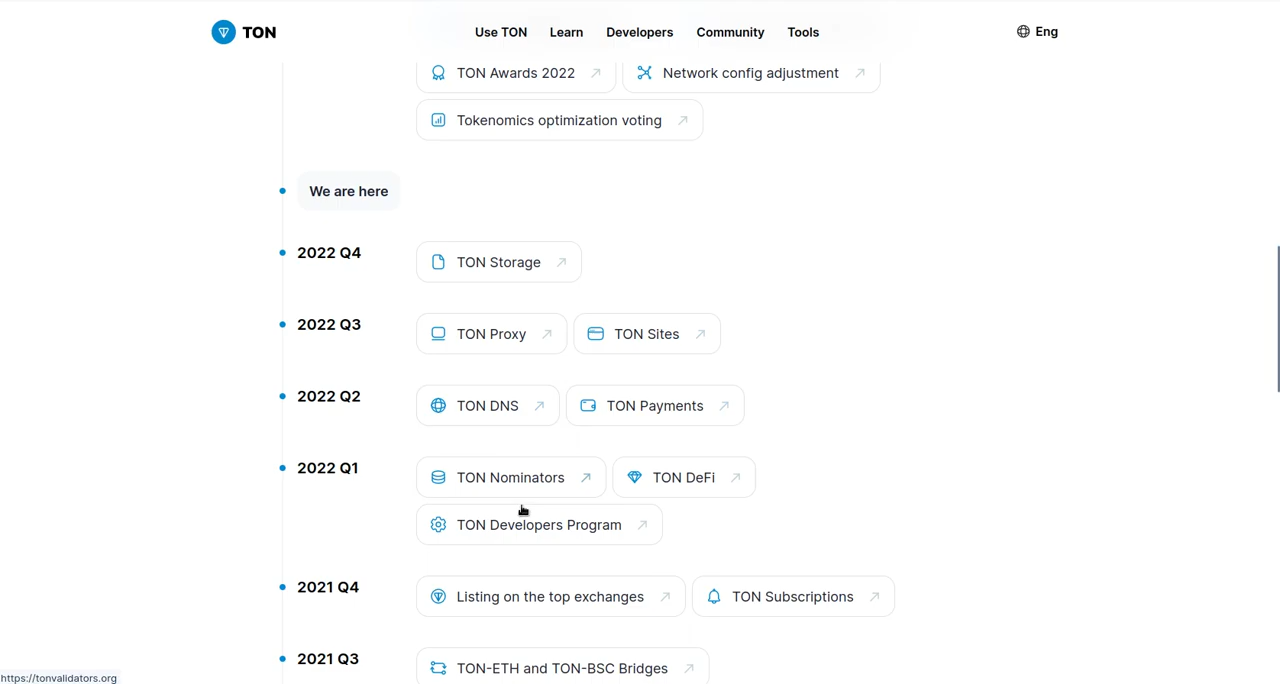 TON Use TON Learn Developers Community Tools Eng
TON Awards 2022 Network config adjustment
Tokenomics optimization voting
We are here
2022 Q4 TON Storage
2022 Q3 TON Proxy TON Sites
2022 Q2 TON DNS TON Payments
2022 Q1 TON Nominators TON DeFi
TON Developers Program
2021 Q4 Listing on the top exchanges TON Subscriptions
2021 Q3 TON-ETH and TON-BSC Bridges
https://tonvalidators.org